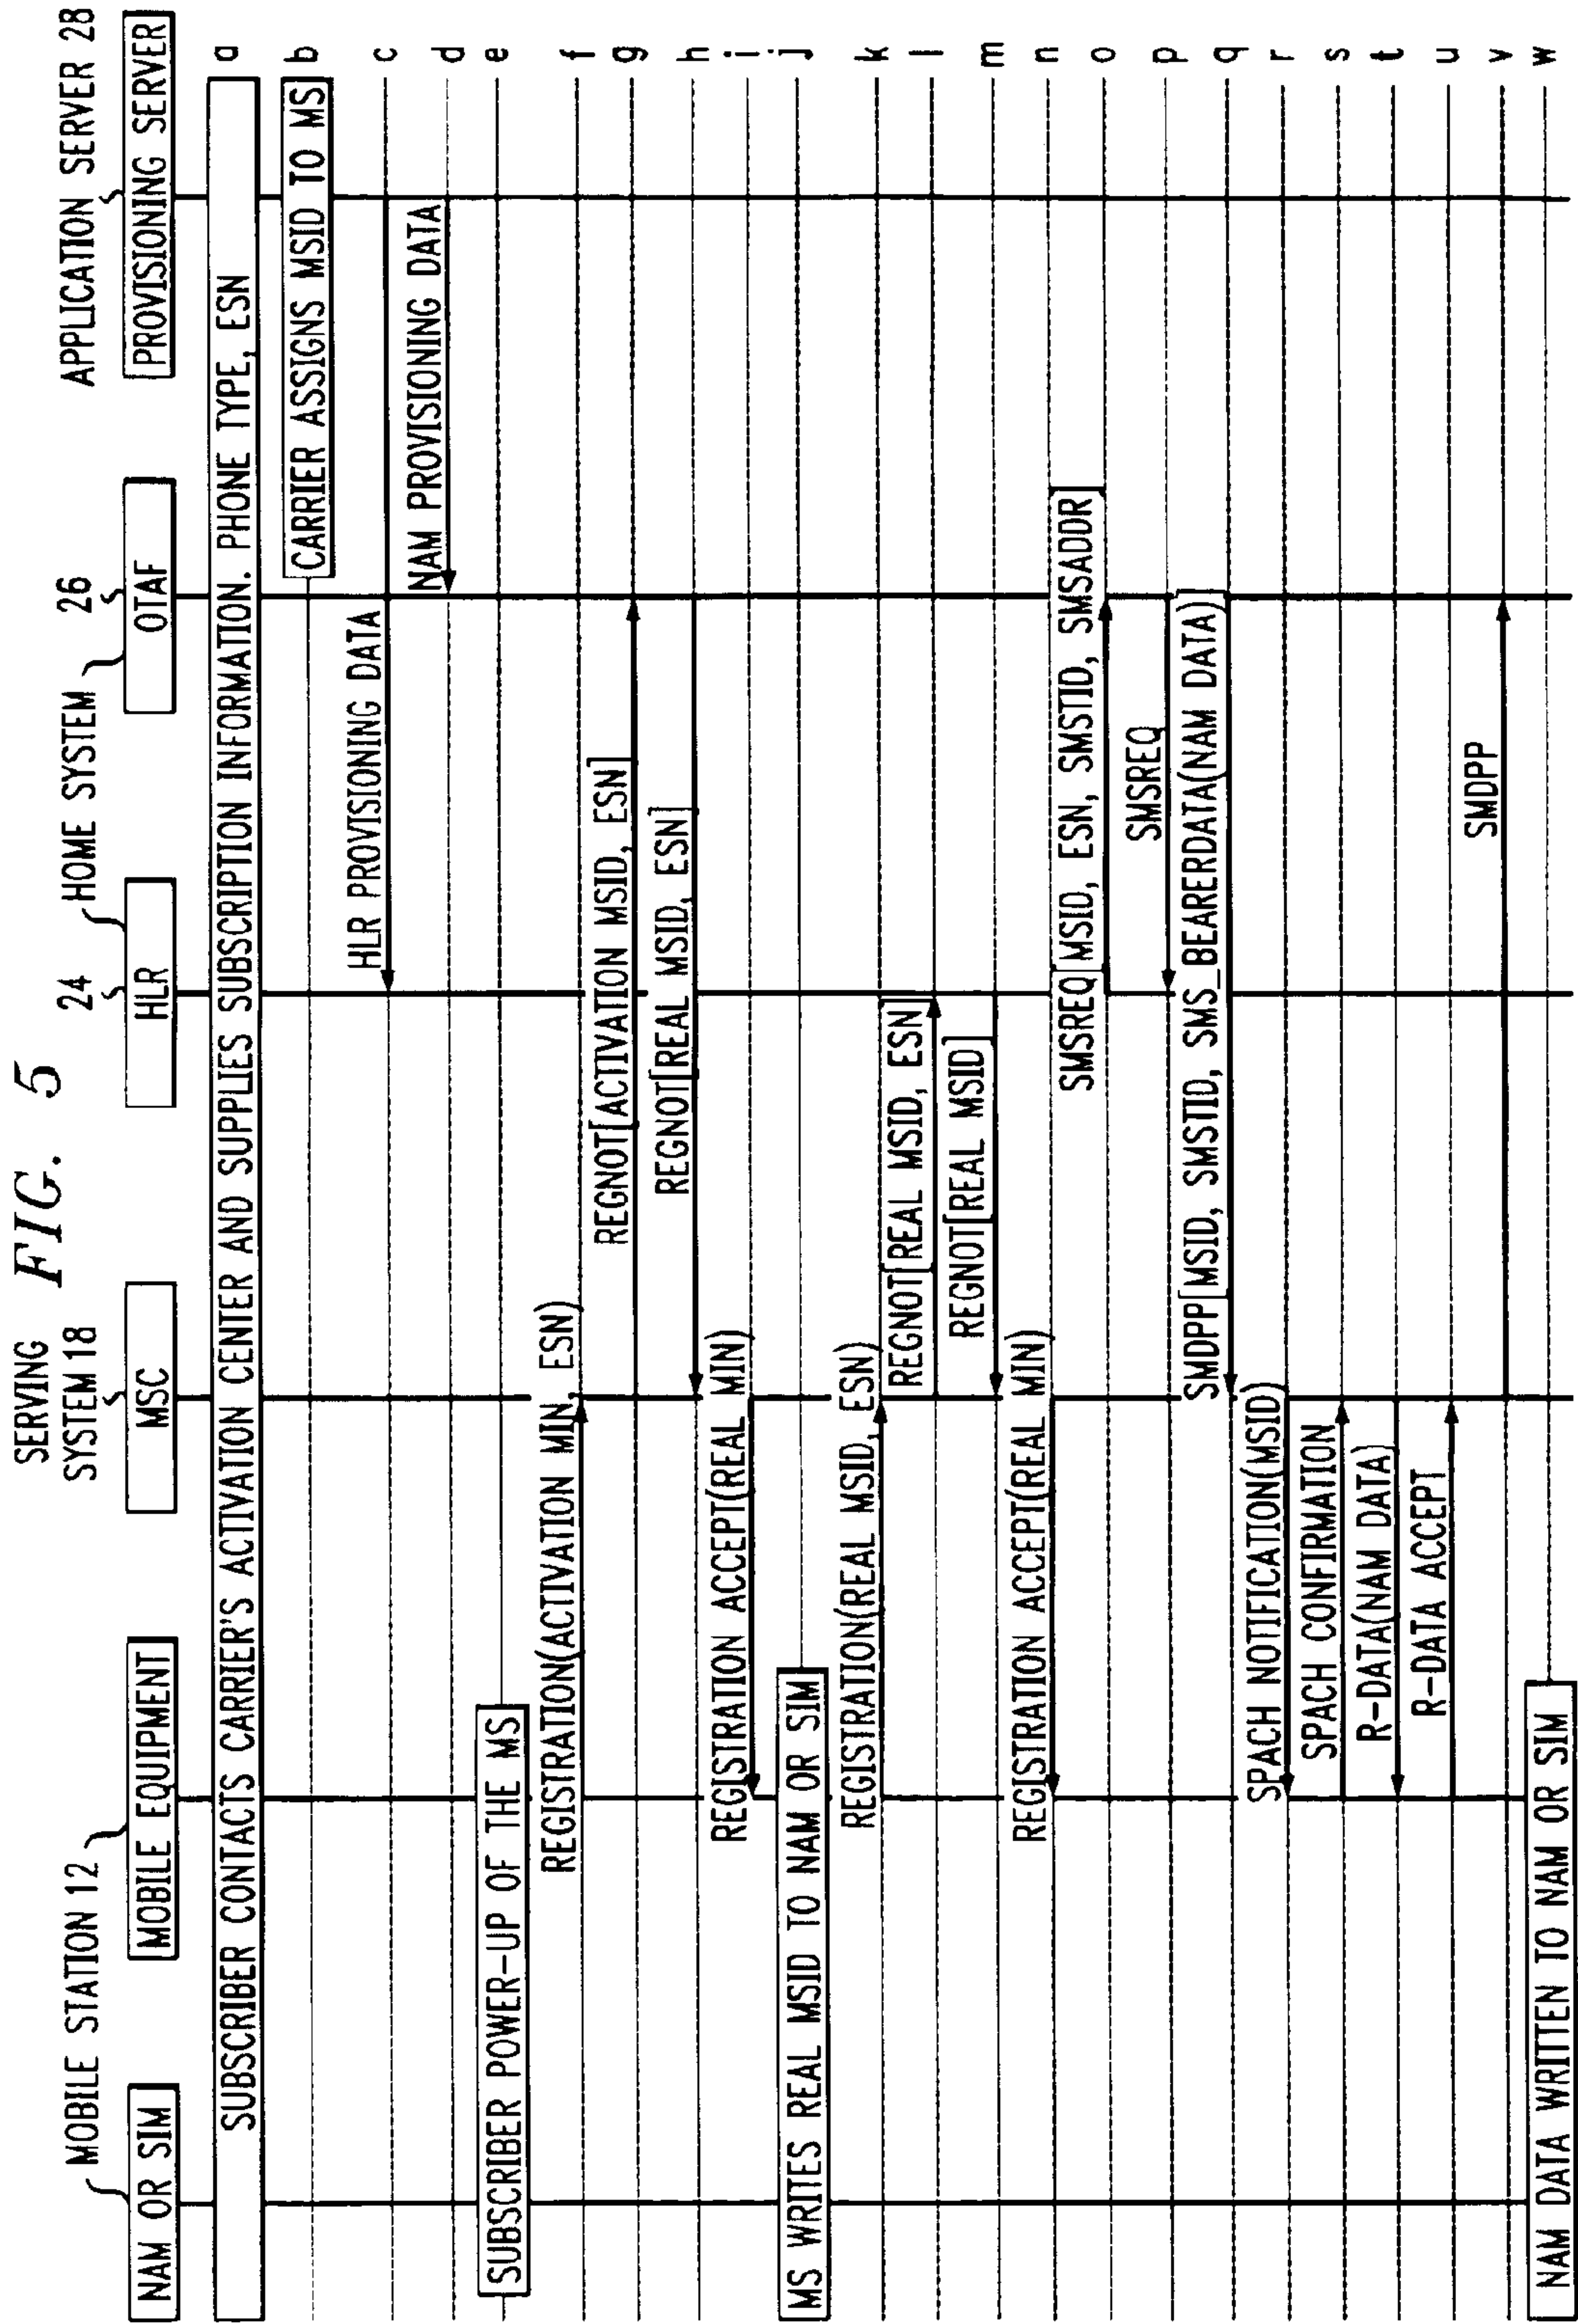 FIG. 5
MOBILE STATION 12
SERVING
SYSTEM 18
24
HOME SYSTEM
26
APPLICATION SERVER 28
NAM OR SIM
MOBILE EQUIPMENT
MSC
HLR
OTAF
PROVISIONING SERVER
SUBSCRIBER CONTACTS CARRIER'S ACTIVATION CENTER AND SUPPLIES SUBSCRIPTION INFORMATION. PHONE TYPE, ESN
a
CARRIER ASSIGNS MSID TO MS
b
HLR PROVISIONING DATA
c
NAM PROVISIONING DATA
d
SUBSCRIBER POWER-UP OF THE MS
e
REGISTRATION(ACTIVATION MIN, ESN)
f
REGNOT[ACTIVATION MSID, ESN]
g
REGNOT[REAL MSID, ESN]
h
REGISTRATION ACCEPT(REAL MIN)
i
MS WRITES REAL MSID TO NAM OR SIM
j
REGISTRATION(REAL MSID, ESN)
k
REGNOT[REAL MSID, ESN]
l
REGNOT[REAL MSID]
m
REGISTRATION ACCEPT(REAL MIN)
n
SMSREQ[MSID, ESN, SMSTID, SMSADDR]
o
SMSREQ
p
SMDPP[MSID, SMSTID, SMS_BEARERDATA(NAM DATA)]
q
SPACH NOTIFICATION(MSID)
r
SPACH CONFIRMATION
s
R-DATA(NAM DATA)
t
R-DATA ACCEPT
u
SMDPP
v
NAM DATA WRITTEN TO NAM OR SIM
w